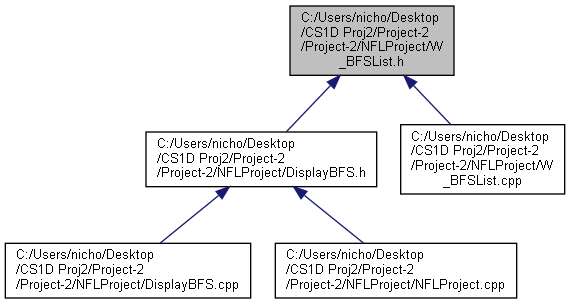 C:/Users/nicho/Desktop
/CS1D Proj2/Project-2
/Project-2/NFLProject/W
_BFSList.h
C:/Users/nicho/Desktop
/CS1D Proj2/Project-2
/Project-2/NFLProject/DisplayBFS.h
C:/Users/nicho/Desktop
/CS1D Proj2/Project-2
/Project-2/NFLProject/W
_BFSList.cpp
C:/Users/nicho/Desktop
/CS1D Proj2/Project-2
/Project-2/NFLProject/DisplayBFS.cpp
C:/Users/nicho/Desktop
/CS1D Proj2/Project-2
/Project-2/NFLProject/NFLProject.cpp